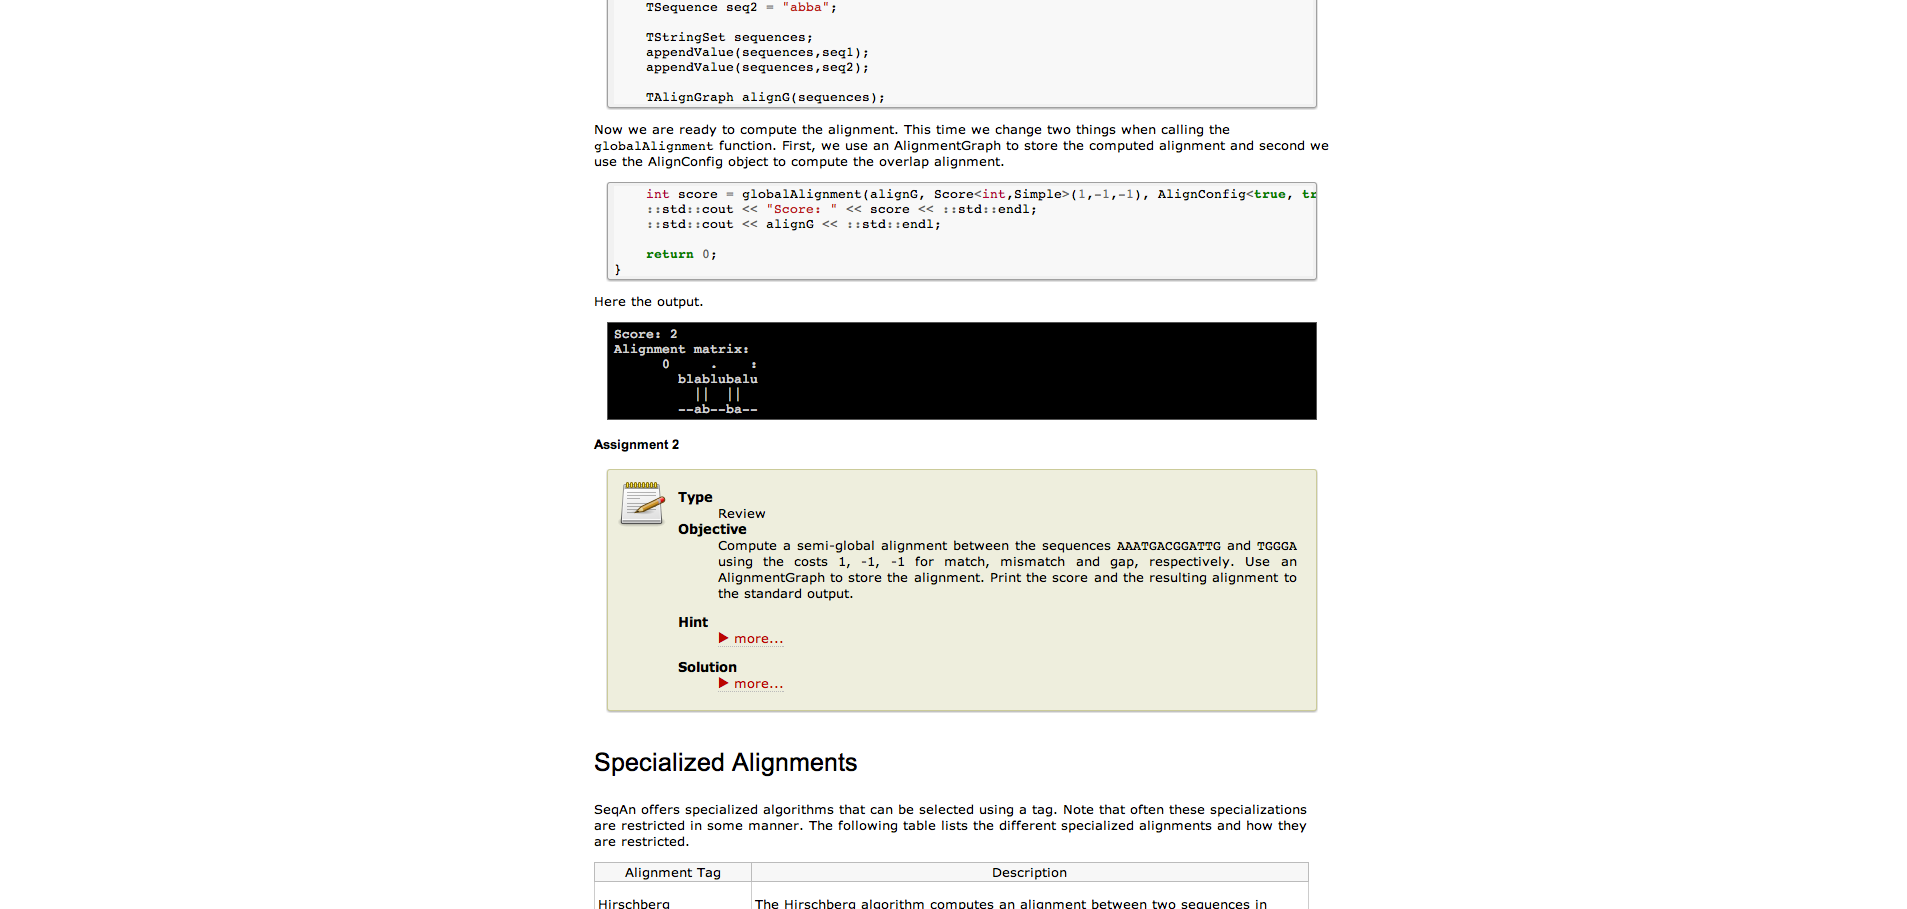 TSequence seq2 = "abba";
TStringSet sequences;
appendValue(sequences,seq1);
appendValue(sequences,seq2);
TAlignGraph alignG(sequences);
Now we are ready to compute the alignment. This time we change two things when calling the
globalAlignment function. First, we use an AlignmentGraph to store the computed alignment and second we
use the AlignConfig object to compute the overlap alignment.
int score = globalAlignment(alignG, Score<int,Simple>(1,-1,-1), AlignConfig<true, tr
::std::cout << "Score: " << score << ::std::endl;
::std::cout << alignG << ::std::endl;
return 0;
}
Here the output.
Score: 2
Alignment matrix:
0     .    :
blablubalu
||  ||
--ab--ba--
Assignment 2
Type
Review
Objective
Compute a semi-global alignment between the sequences AAATGACGGATTG and TGGGA
using the costs 1, -1, -1 for match, mismatch and gap, respectively. Use an
AlignmentGraph to store the alignment. Print the score and the resulting alignment to
the standard output.
Hint
▶ more...
Solution
▶ more...
Specialized Alignments
SeqAn offers specialized algorithms that can be selected using a tag. Note that often these specializations
are restricted in some manner. The following table lists the different specialized alignments and how they
are restricted.
Alignment Tag Description
Hirschberg The Hirschberg algorithm computes an alignment between two sequences in